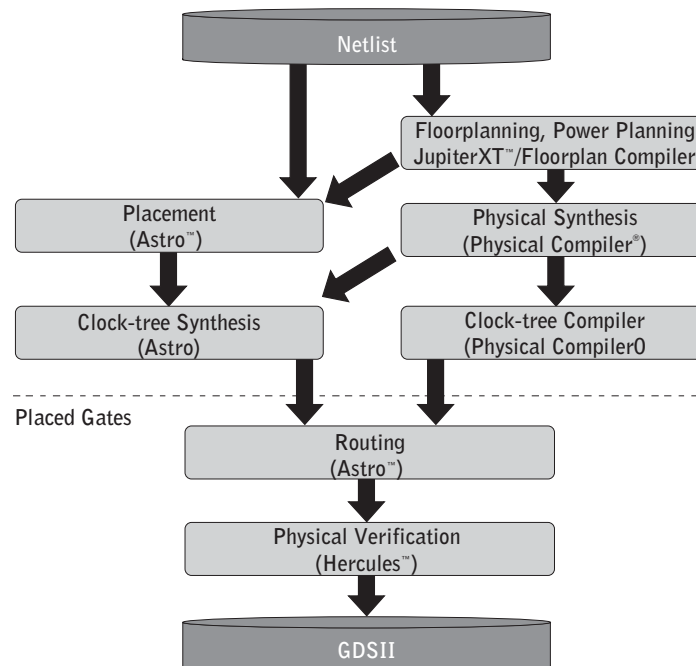 Netlist
Floorplanning, Power Planning
JupiterXT™/Floorplan Compiler
Placement
(Astro™)
Physical Synthesis
(Physical Compiler®)
Clock-tree Synthesis
(Astro)
Clock-tree Compiler
(Physical Compiler0
Placed Gates
Routing
(Astro™)
Physical Verification
(Hercules™)
GDSII